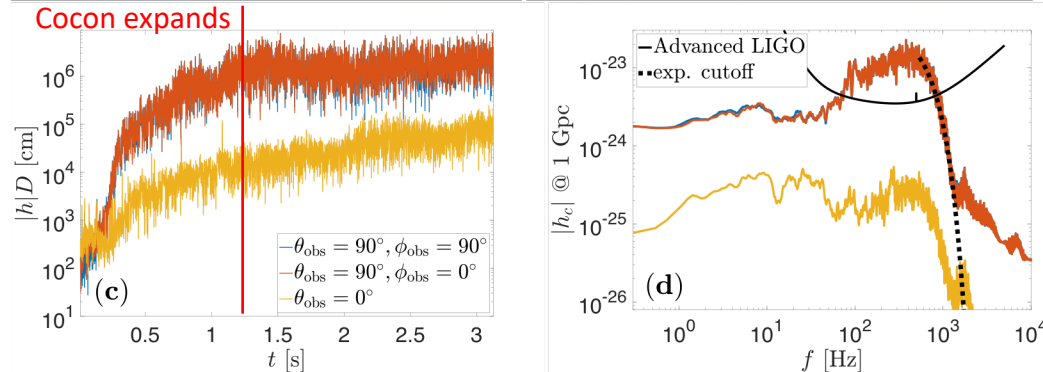 Cocon expands
|h|D [cm]
10^6
10^5
10^4
10^3
10^2
10^1
θ_obs = 90°, ϕ_obs = 90°
θ_obs = 90°, ϕ_obs = 0°
θ_obs = 0°
(c)
0.5 1 1.5 2 2.5 3
t [s]
|h_c| @ 1 Gpc
10^-23
10^-24
10^-25
10^-26
Advanced LIGO
exp. cutoff
(d)
10^0 10^1 10^2 10^3 10^4
f [Hz]